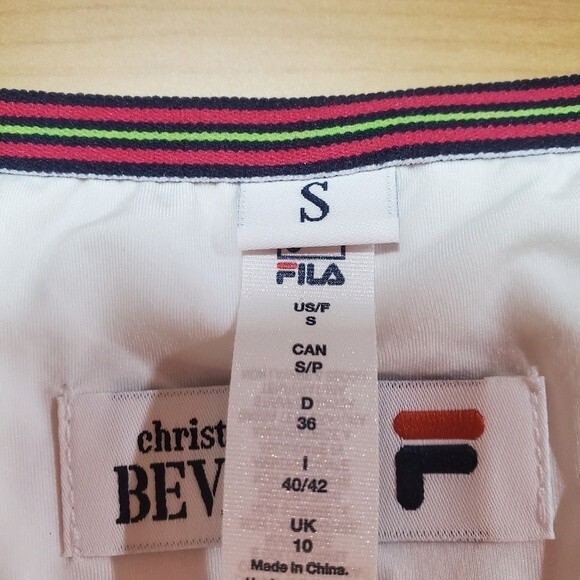 S
FILA
US/F
S
CAN
S/P
D
36
I
40/42
UK
10
Made in China.
christ
BEV
F